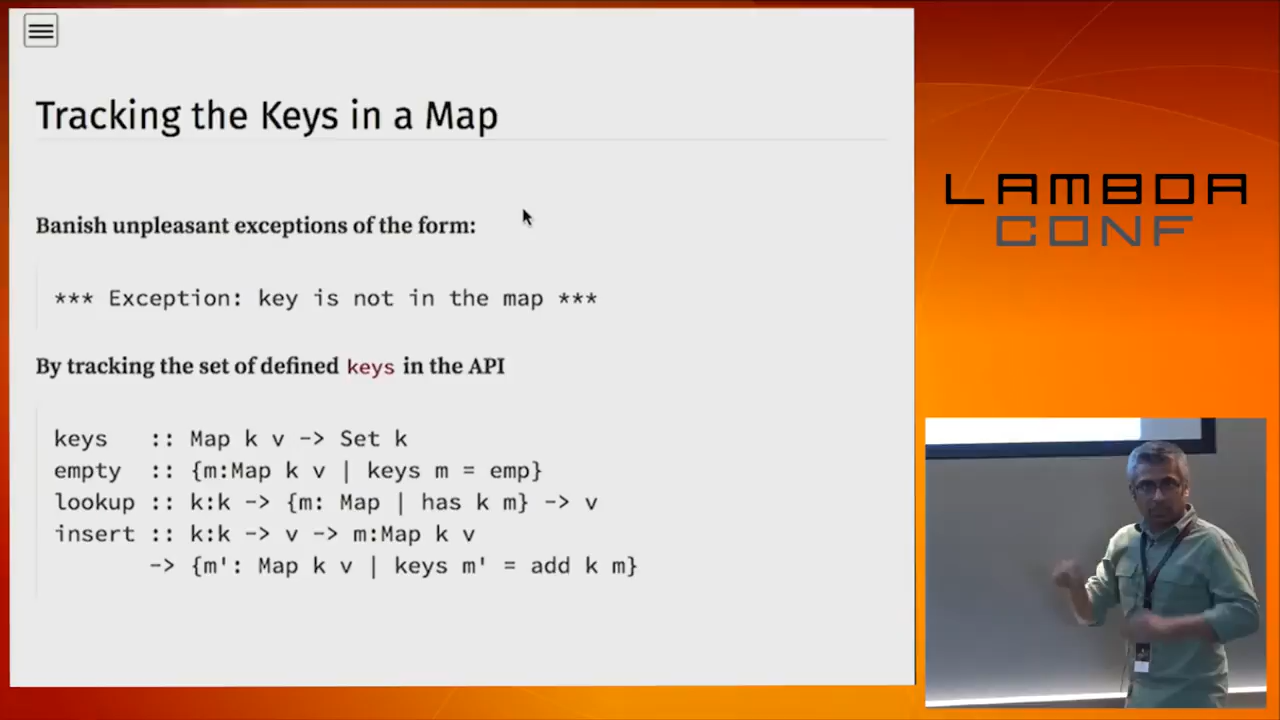 Tracking the Keys in a Map
Banish unpleasant exceptions of the form:
*** Exception: key is not in the map ***
By tracking the set of defined keys in the API
keys :: Map k v -> Set k
empty :: {m:Map k v | keys m = emp}
lookup :: k:k -> {m: Map | has k m} -> v
insert :: k:k -> v -> m:Map k v
-> {m': Map k v | keys m' = add k m}
LAMBDA
CONF